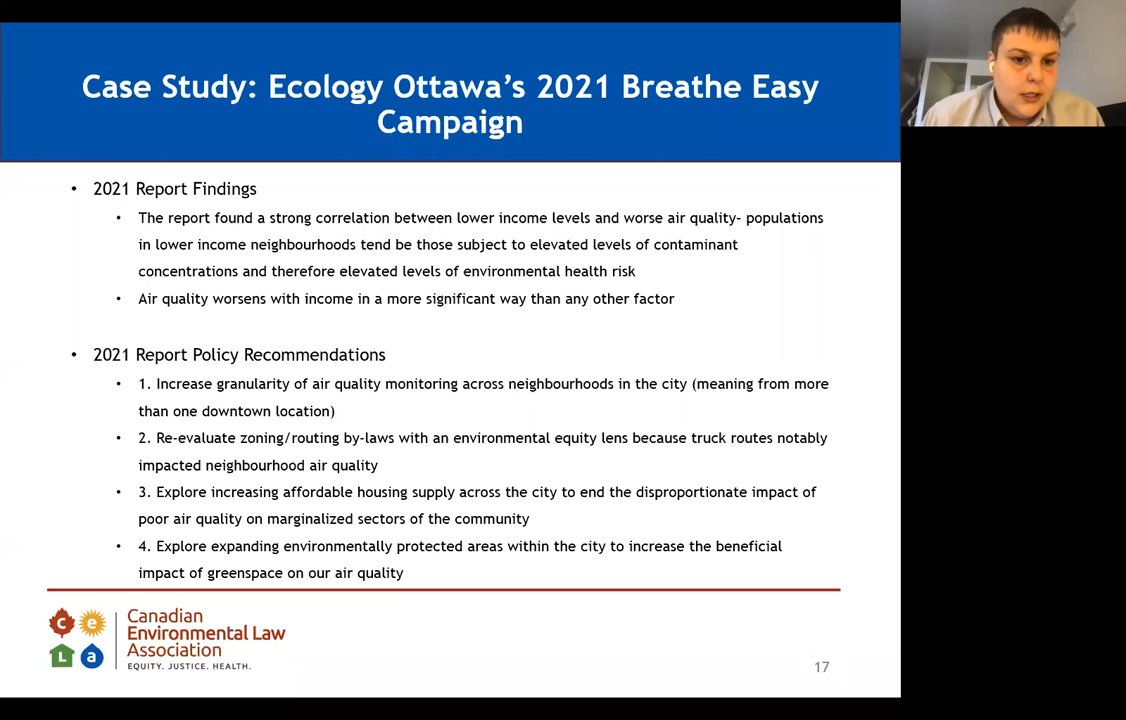 Case Study: Ecology Ottawa's 2021 Breathe Easy
Campaign
• 2021 Report Findings
• The report found a strong correlation between lower income levels and worse air quality– populations
in lower income neighbourhoods tend be those subject to elevated levels of contaminant
concentrations and therefore elevated levels of environmental health risk
• Air quality worsens with income in a more significant way than any other factor
• 2021 Report Policy Recommendations
• 1. Increase granularity of air quality monitoring across neighbourhoods in the city (meaning from more
than one downtown location)
• 2. Re-evaluate zoning/routing by-laws with an environmental equity lens because truck routes notably
impacted neighbourhood air quality
• 3. Explore increasing affordable housing supply across the city to end the disproportionate impact of
poor air quality on marginalized sectors of the community
• 4. Explore expanding environmentally protected areas within the city to increase the beneficial
impact of greenspace on our air quality
c e
L a
Canadian
Environmental Law
Association
EQUITY. JUSTICE. HEALTH.
17